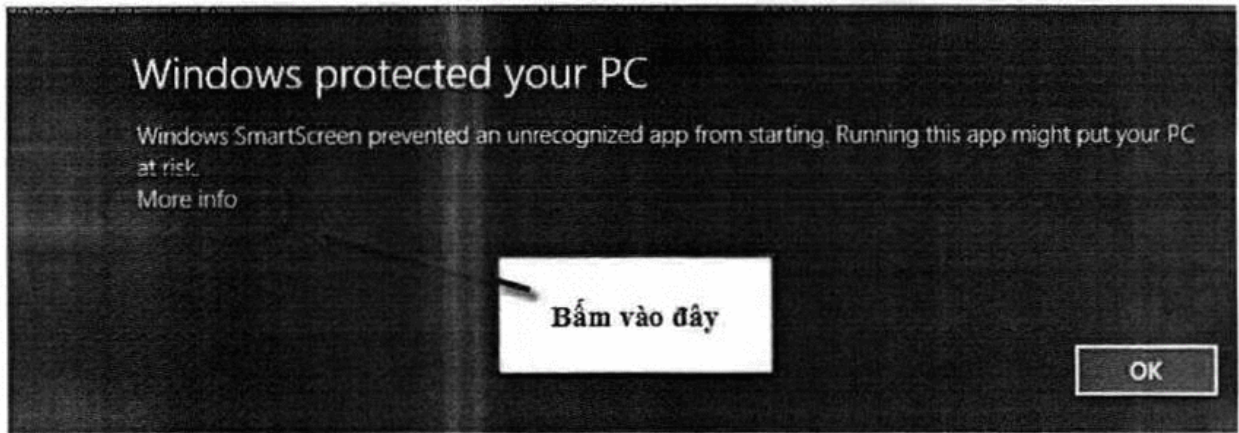 Windows protected your PC
Windows SmartScreen prevented an unrecognized app from starting. Running this app might put your PC
at risk.
More info
Bấm vào đây
OK